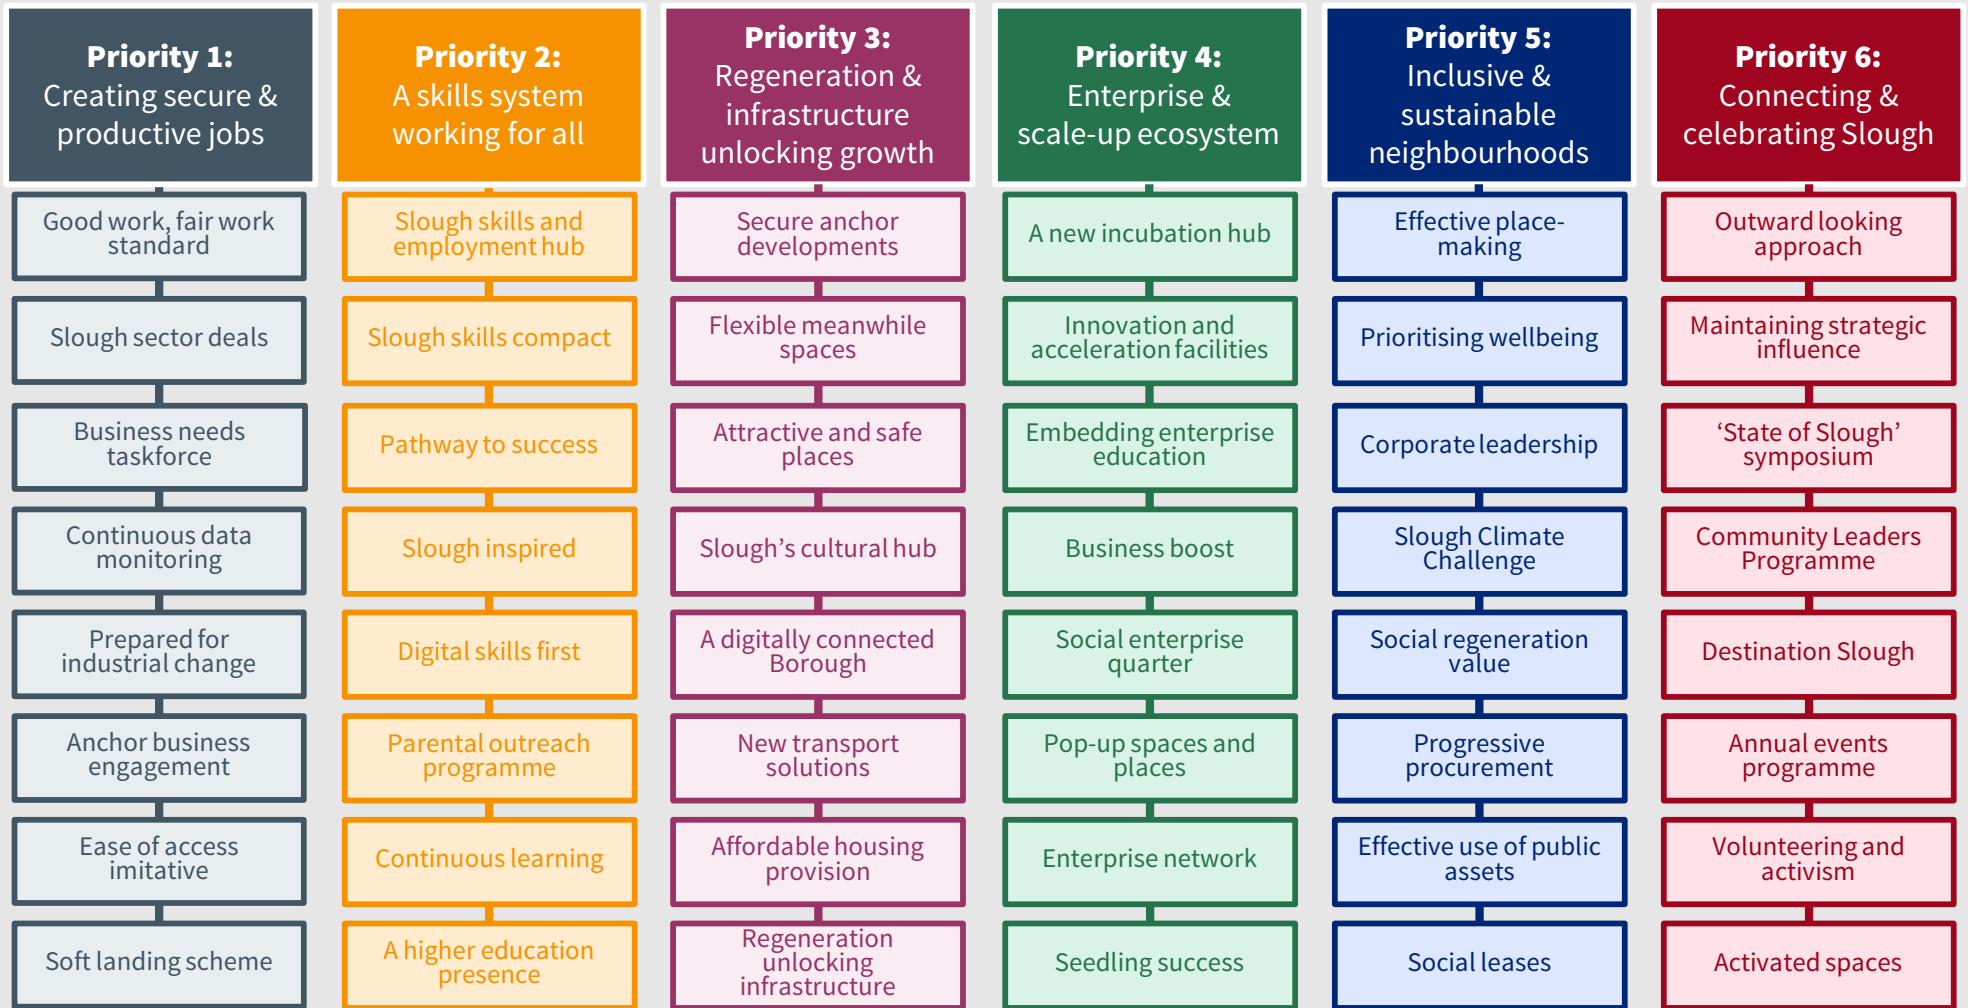 Priority 1:
Creating secure &
productive jobs
Good work, fair work
standard
Slough sector deals
Business needs
taskforce
Continuous data
monitoring
Prepared for
industrial change
Anchor business
engagement
Ease of access
imitative
Soft landing scheme
Priority 2:
A skills system
working for all
Slough skills and
employment hub
Slough skills compact
Pathway to success
Slough inspired
Digital skills first
Parental outreach
programme
Continuous learning
A higher education
presence
Priority 3:
Regeneration &
infrastructure
unlocking growth
Secure anchor
developments
Flexible meanwhile
spaces
Attractive and safe
places
Slough’s cultural hub
A digitally connected
Borough
New transport
solutions
Affordable housing
provision
Regeneration
unlocking
infrastructure
Priority 4:
Enterprise &
scale-up ecosystem
A new incubation hub
Innovation and
acceleration facilities
Embedding enterprise
education
Business boost
Social enterprise
quarter
Pop-up spaces and
places
Enterprise network
Seedling success
Priority 5:
Inclusive &
sustainable
neighbourhoods
Effective place-
making
Prioritising wellbeing
Corporate leadership
Slough Climate
Challenge
Social regeneration
value
Progressive
procurement
Effective use of public
assets
Social leases
Priority 6:
Connecting &
celebrating Slough
Outward looking
approach
Maintaining strategic
influence
‘State of Slough’
symposium
Community Leaders
Programme
Destination Slough
Annual events
programme
Volunteering and
activism
Activated spaces